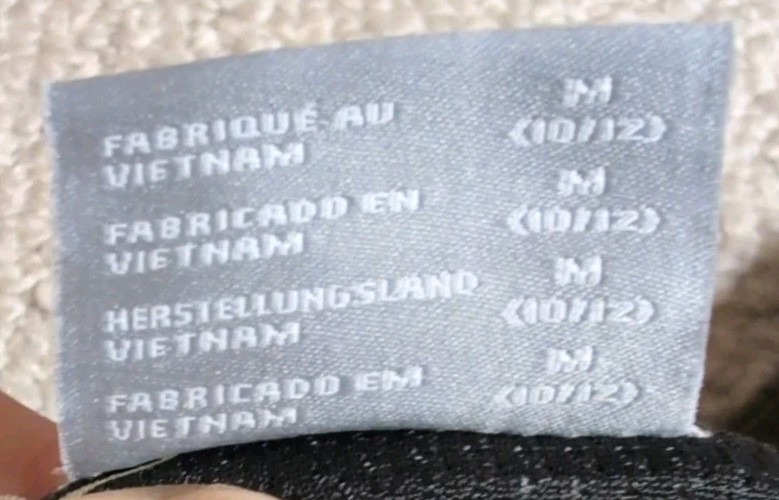 FABRIQUÉ AU M
VIETNAM (10/12)
FABRICADO EN M
VIETNAM (10/12)
HERSTELLUNGSLAND M
VIETNAM (10/12)
FABRICADO EM M
VIETNAM (10/12)